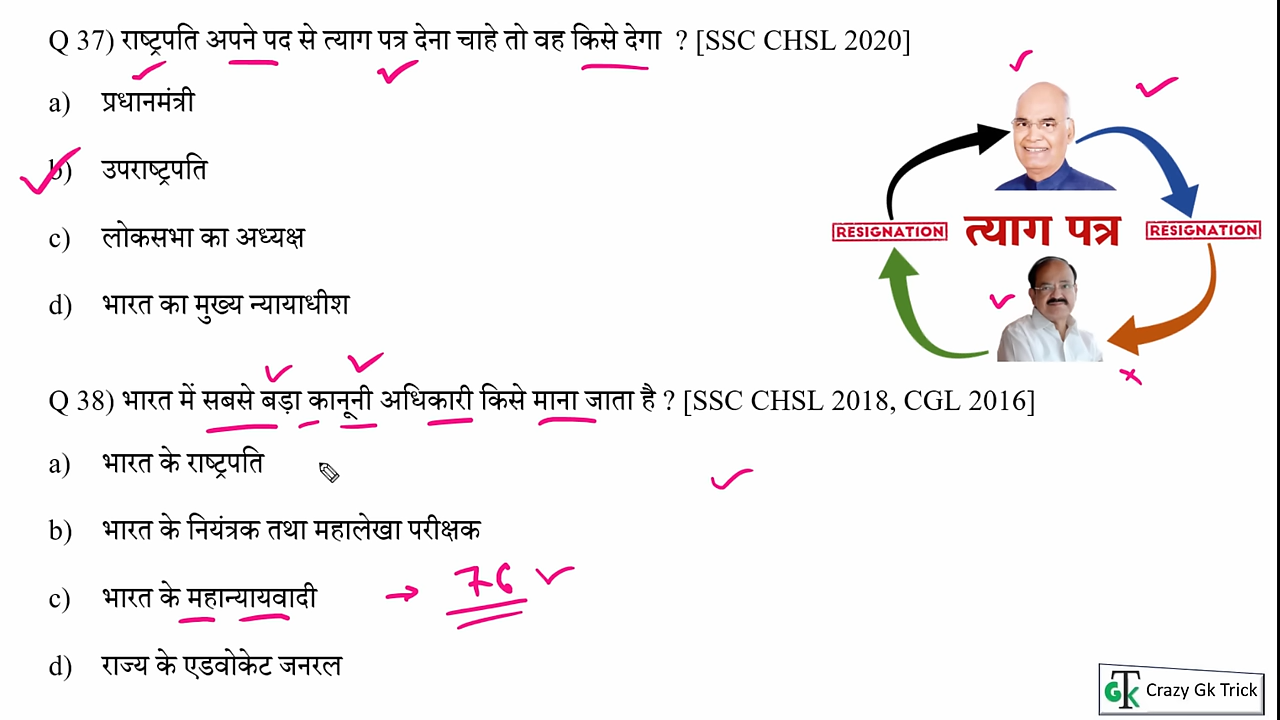 Q 37) राष्ट्रपति अपने पद से त्याग पत्र देना चाहे तो वह किसे देगा ? [SSC CHSL 2020]
a) प्रधानमंत्री
b) उपराष्ट्रपति
c) लोकसभा का अध्यक्ष
d) भारत का मुख्य न्यायाधीश
RESIGNATION त्याग पत्र RESIGNATION
Q 38) भारत में सबसे बड़ा कानूनी अधिकारी किसे माना जाता है ? [SSC CHSL 2018, CGL 2016]
a) भारत के राष्ट्रपति
b) भारत के नियंत्रक तथा महालेखा परीक्षक
c) भारत के महान्यायवादी → 76
d) राज्य के एडवोकेट जनरल
GTK Crazy Gk Trick